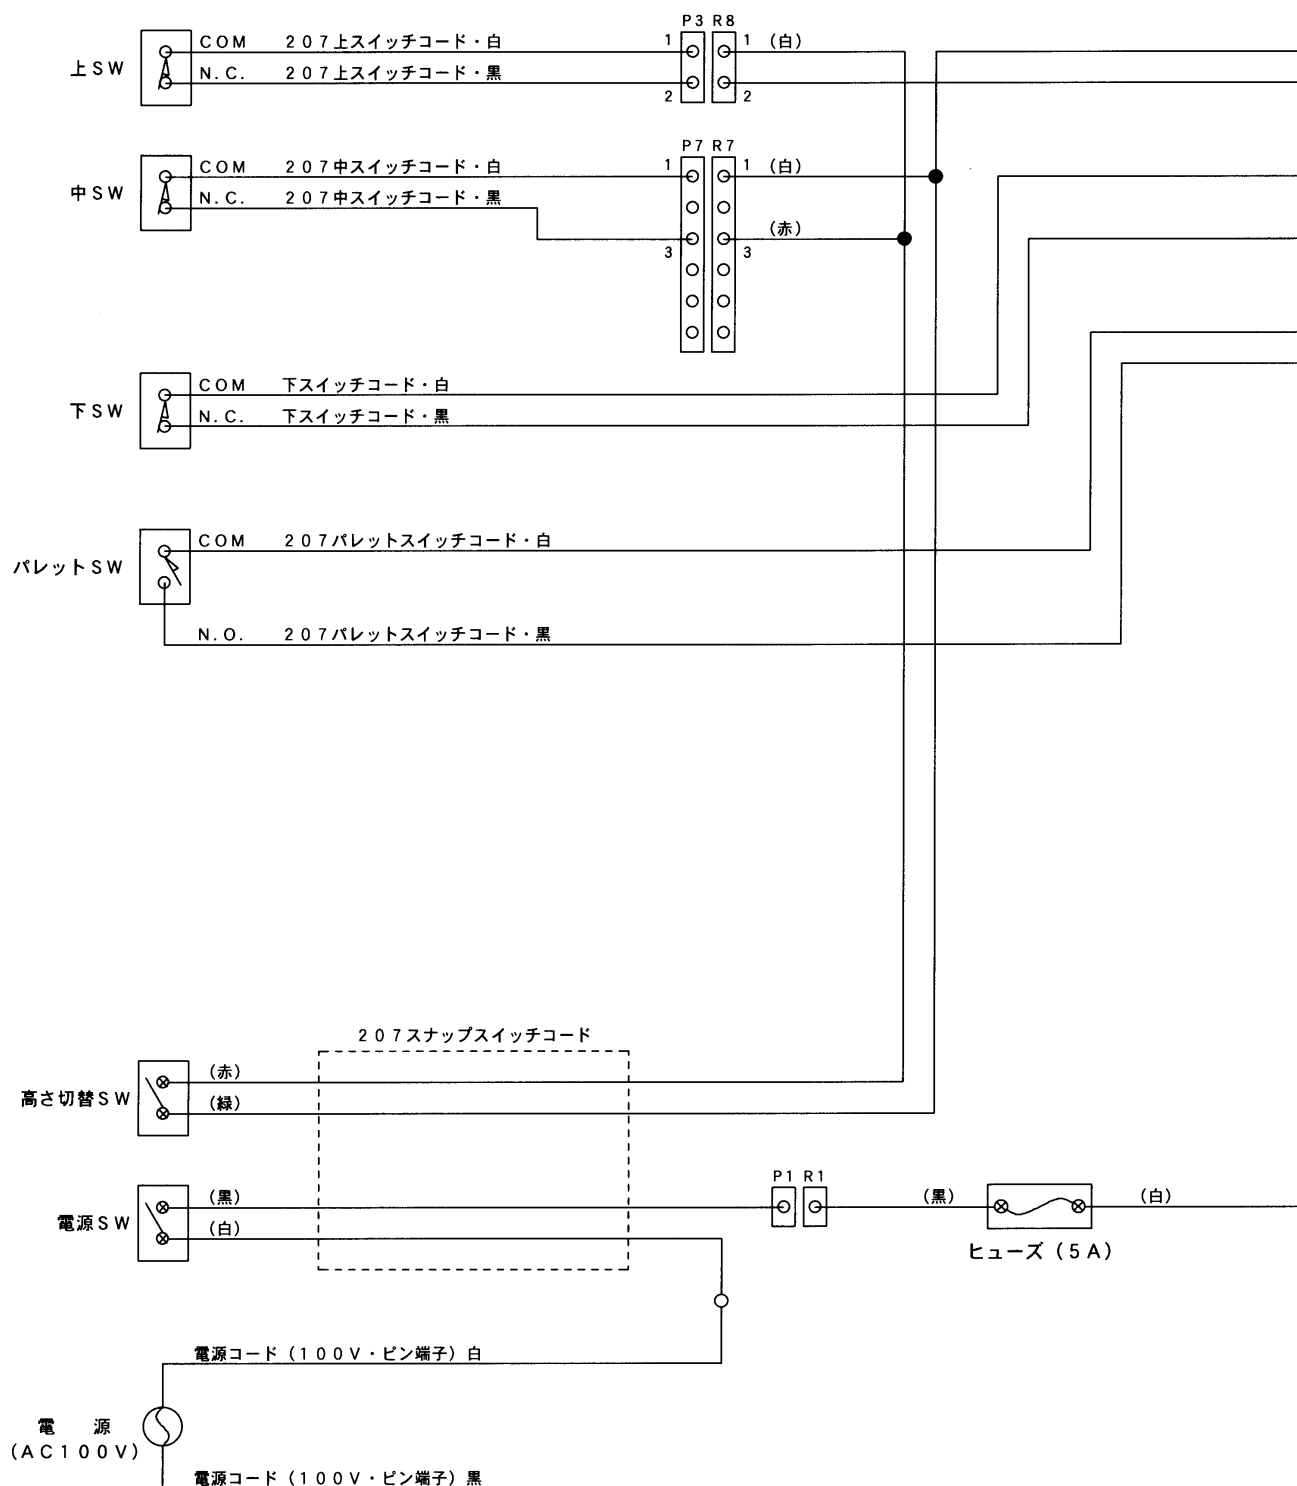 P3 R8
COM 207上スイッチコード・白 1 1 (白)
上SW
N.C. 207上スイッチコード・黒
2 2
P7 R7
COM 207中スイッチコード・白 1 1 (白)
中SW
N.C. 207中スイッチコード・黒
(赤)
3 3
COM 下スイッチコード・白
下SW
N.C. 下スイッチコード・黒
COM 207パレットスイッチコード・白
パレットSW
N.O. 207パレットスイッチコード・黒
207スナップスイッチコード
(赤)
高さ切替SW
(緑)
P1 R1
(黒) (黒) (白)
電源SW
(白)
ヒューズ(5A)
電源コード(100V・ピン端子)白
電 源
(AC100V)
電源コード(100V・ピン端子)黒